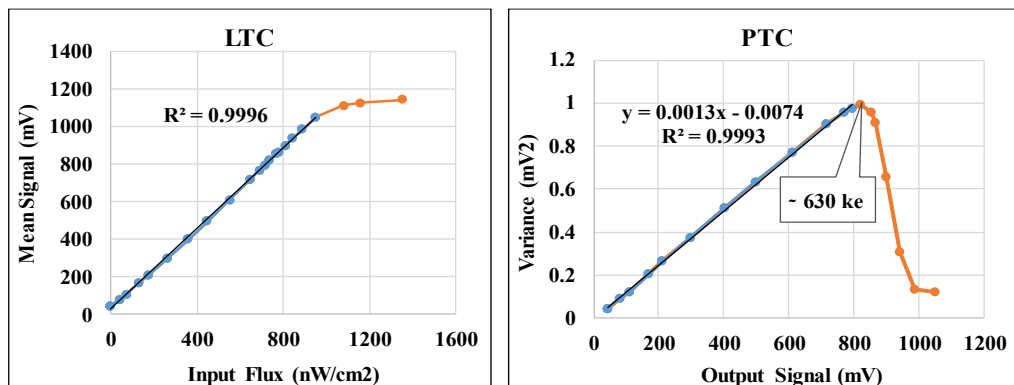 LTC
1400
1200
1000
800
600
400
200
0
R² = 0.9996
Mean Signal (mV)
0 400 800 1200 1600
Input Flux (nW/cm2)
PTC
1.2
1
0.8
0.6
0.4
0.2
0
y = 0.0013x - 0.0074
R² = 0.9993
~ 630 ke
Variance (mV2)
0 200 400 600 800 1000 1200
Output Signal (mV)